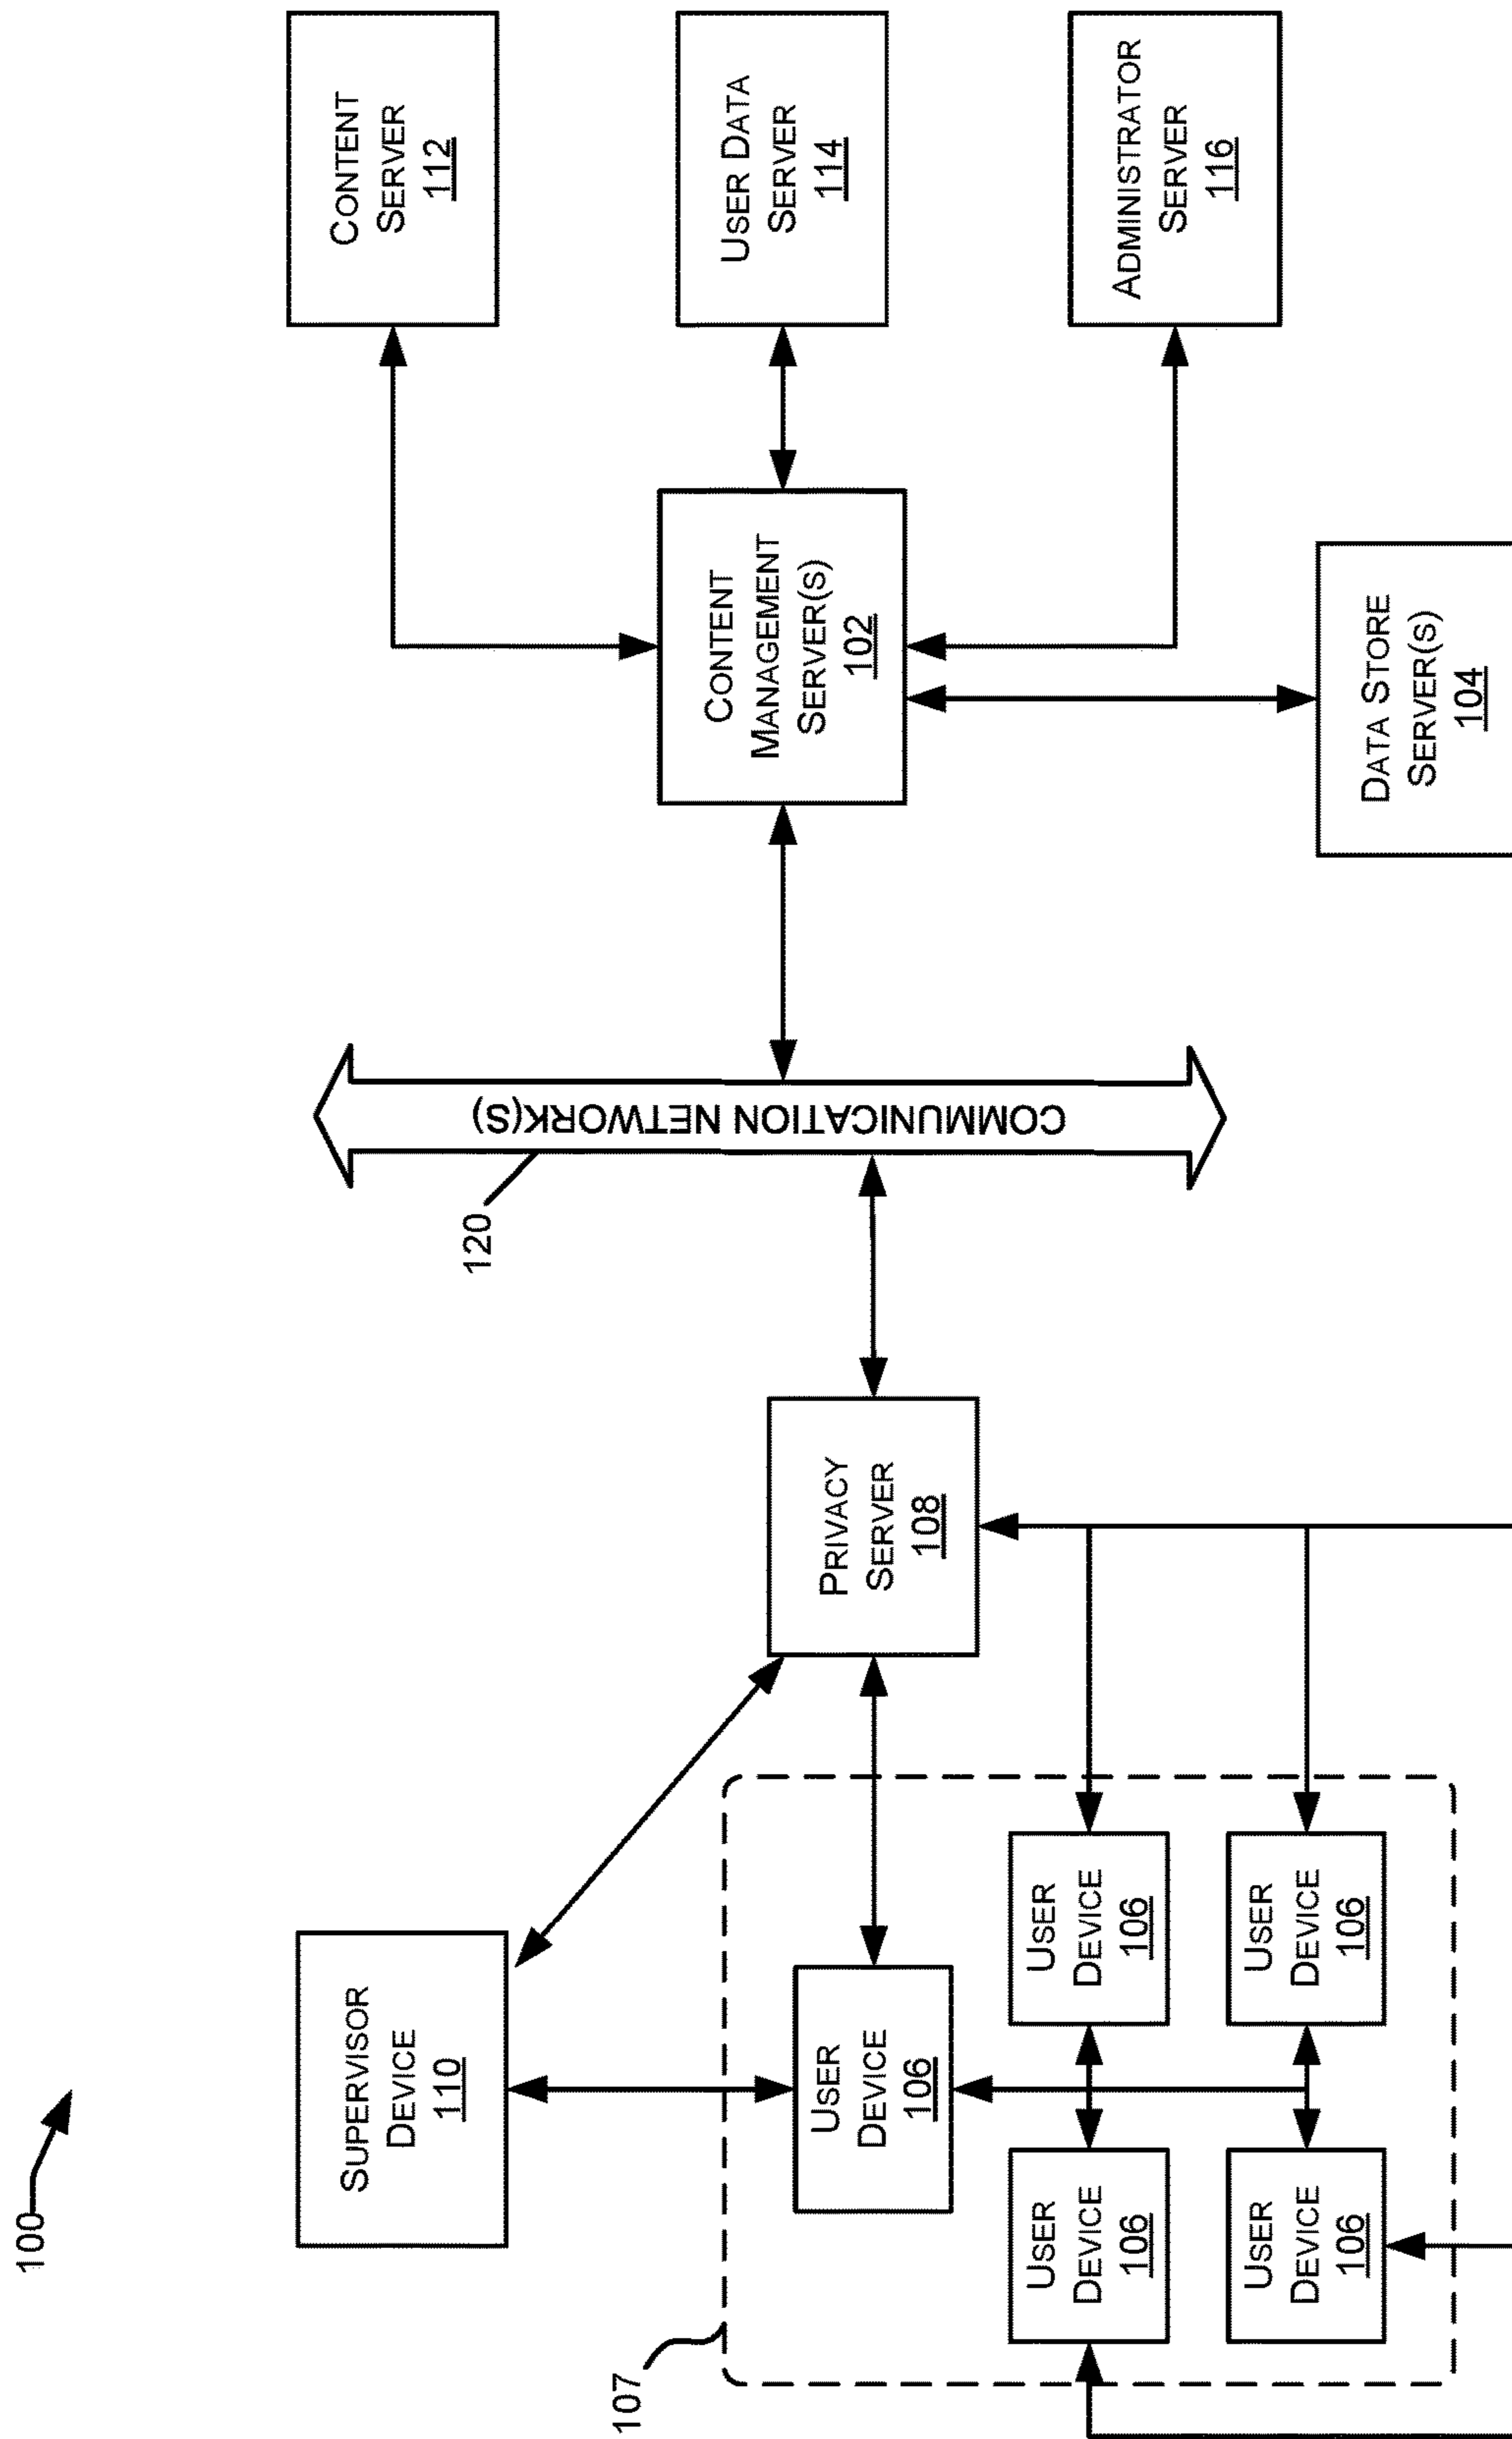 100
SUPERVISOR
DEVICE
110
107
USER
DEVICE
106
USER
DEVICE
106
USER
DEVICE
106
USER
DEVICE
106
USER
DEVICE
106
PRIVACY
SERVER
108
120
COMMUNICATION NETWORK(S)
CONTENT
MANAGEMENT
SERVER(S)
102
DATA STORE
SERVER(S)
104
CONTENT
SERVER
112
USER DATA
SERVER
114
ADMINISTRATOR
SERVER
116